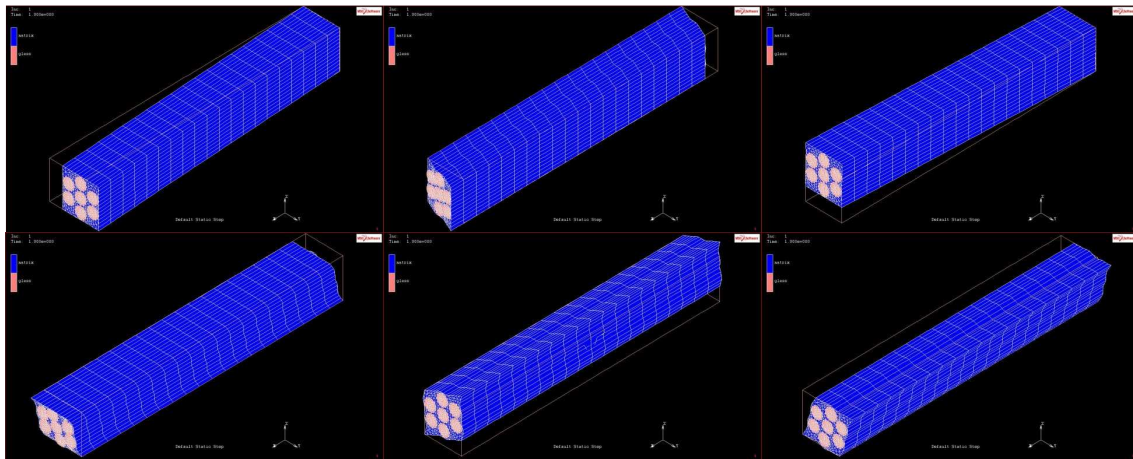 Inc: 1
Time: 1.000e+000
matrix
glass
Default Static Step
Z
X Y
Inc: 1
Time: 1.000e+000
matrix
glass
Default Static Step
Z
X Y
Inc: 1
Time: 1.000e+000
matrix
glass
Default Static Step
Z
X Y
Inc: 1
Time: 1.000e+000
matrix
glass
Default Static Step
Z
X Y
Inc: 1
Time: 1.000e+000
matrix
glass
Default Static Step
Z
X Y
Inc: 1
Time: 1.000e+000
matrix
glass
Default Static Step
Z
X Y